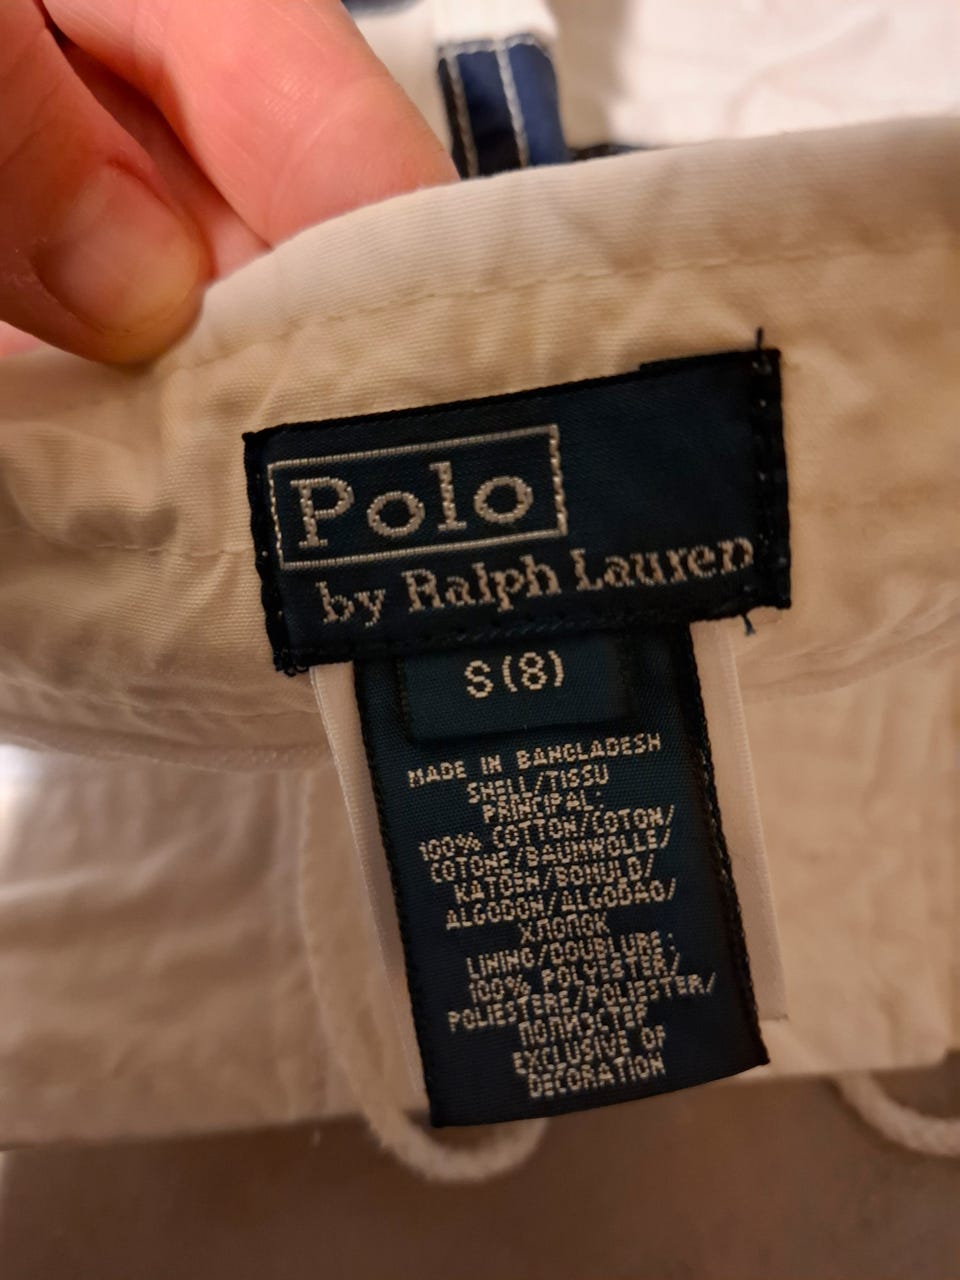 Polo
by Ralph Lauren
S (8)
MADE IN BANGLADESH
SHELL/TISSU
PRINCIPAL:
100% COTTON/COTON/
COTONE/BAUMWOLLE/
KATOEN/BOMULD/
ALGODON/ALGODÃO/
ХЛОПОК
LINING/DOUBLURE:
100% POLYESTER/
POLIESTERE/POLIESTER/
ПОЛИЭСТЕР
EXCLUSIVE OF
DECORATION